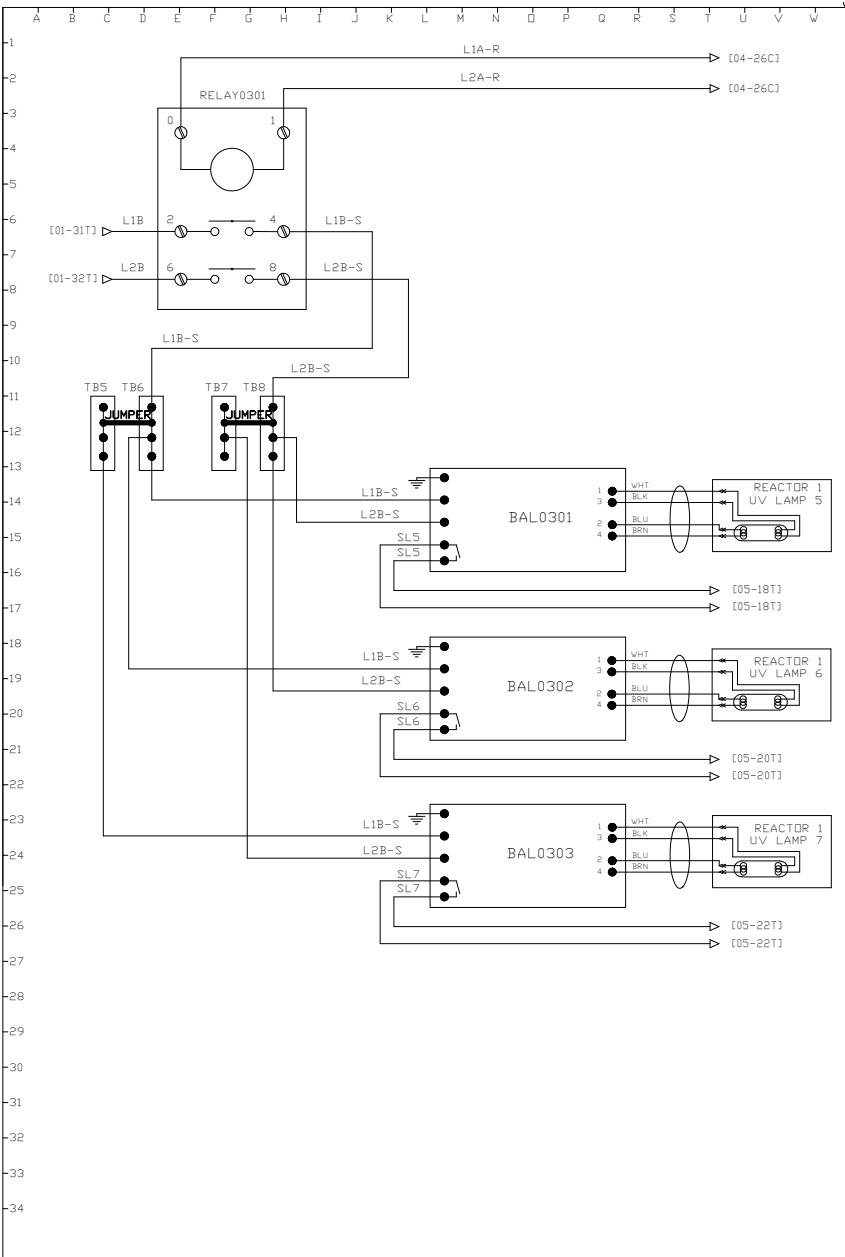 A B C D E F G H I J K L M N O P Q R S T U V W
1
L1A-R
[04-26C]
2
L2A-R
[04-26C]
RELAY0301
3
0 1
4
5
6
L1B 2 4 L1B-S
[01-31T]
7
L2B 6 8 L2B-S
[01-32T]
8
9
L1B-S
10
L2B-S
TB5 TB6 TB7 TB8
11
JUMPER JUMPER
12
13
WHT
REACTOR 1
1
L1B-S
3 BLK
UV LAMP 5
14
L2B-S
BAL0301
2 BLU
15
SL5
4 BRN
SL5
16
[05-18T]
17
[05-18T]
18
WHT
L1B-S
1
REACTOR 1
3 BLK
UV LAMP 6
19
L2B-S
BAL0302
2 BLU
20
SL6
4 BRN
SL6
21
[05-20T]
[05-20T]
22
23
WHT
L1B-S
1
REACTOR 1
3 BLK
UV LAMP 7
24
L2B-S
BAL0303
2 BLU
SL7
4 BRN
25
SL7
26
[05-22T]
[05-22T]
27
28
29
30
31
32
33
34